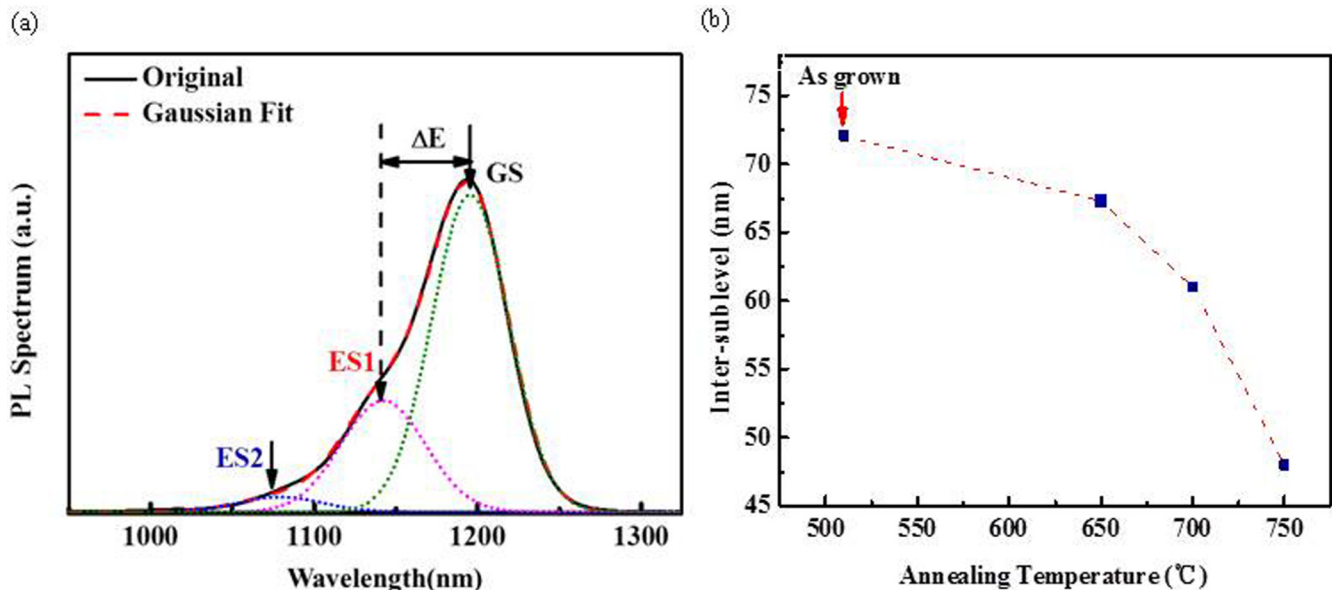 (a)
Original
Gaussian Fit
ΔE
GS
ES1
ES2
PL Spectrum (a.u.)
1000 1100 1200 1300
Wavelength(nm)
(b)
As grown
75
70
65
60
55
50
45
Inter-sublevel (nm)
500 550 600 650 700 750
Annealing Temperature (℃)